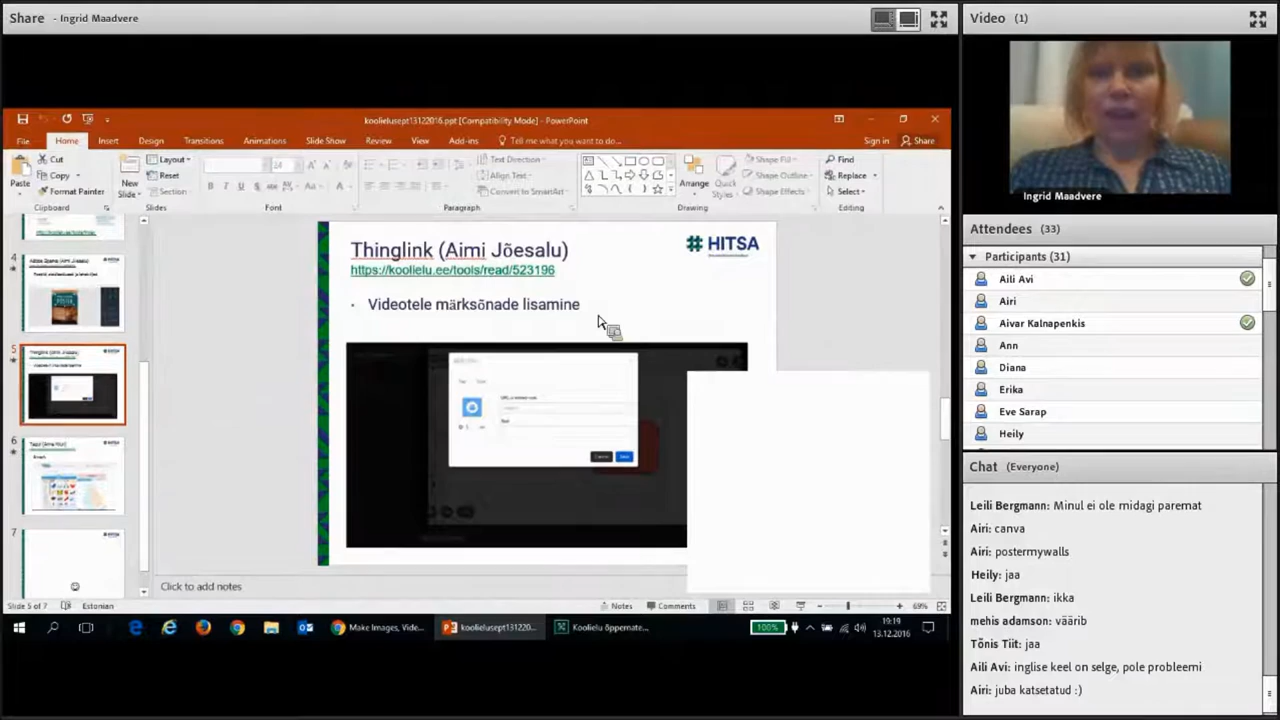 Share - Ingrid Maadvere
Video (1)
Ingrid Maadvere
koolielusept13122016.ppt [Compatibility Mode] - PowerPoint
File Home Insert Design Transitions Animations Slide Show Review View Add-ins Tell me what you want to do... Sign in Share
Paste
Cut
Copy
Format Painter
Clipboard
New Slide
Layout
Reset
Section
Slides
Font
Text Direction
Align Text
Convert to SmartArt
Paragraph
Arrange
Quick Styles
Shape Fill
Shape Outline
Shape Effects
Drawing
Find
Replace
Select
Editing
4
5
6
7
Thinglink (Aimi Jõesalu)
https://koolielu.ee/tools/read/523196
# HITSA
• Videotele märksõnade lisamine
Click to add notes
Slide 5 of 7 Estonian Notes Comments 69%
Make Images, Vide...
koolielusept131220...
Koolielu õppemate...
100%
19:19
13.12.2016
Attendees (33)
Participants (31)
Aili Avi
Airi
Aivar Kalnapenkis
Ann
Diana
Erika
Eve Sarap
Heily
Chat (Everyone)
Leili Bergmann: Minul ei ole midagi paremat
Airi: canva
Airi: postermywalls
Heily: jaa
Leili Bergmann: ikka
mehis adamson: väärib
Tõnis Tiit: jaa
Aili Avi: inglise keel on selge, pole probleemi
Airi: juba katsetatud :)